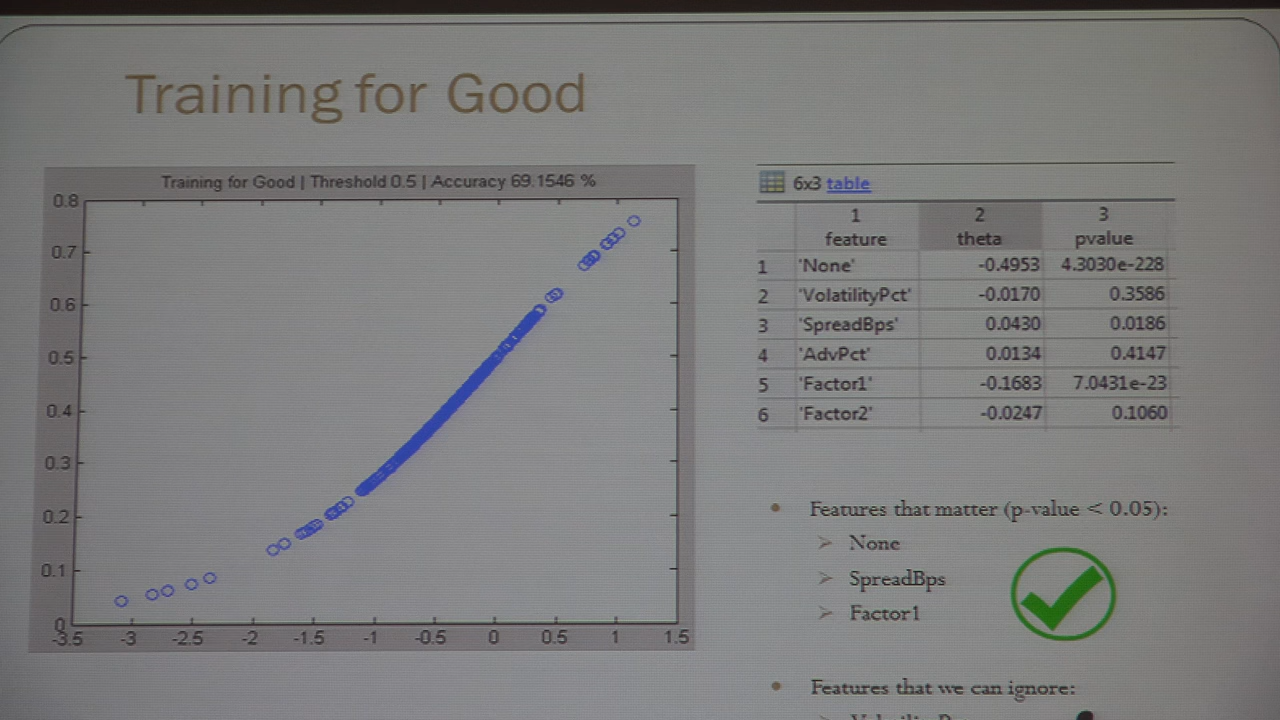 Training for Good
Training for Good | Threshold 0.5 | Accuracy 69.1546 %
0.8
0.7
0.6
0.5
0.4
0.3
0.2
0.1
0
-3.5 -3 -2.5 -2 -1.5 -1 -0.5 0 0.5 1 1.5
6x3 table
1 2 3
feature theta pvalue
1 'None' -0.4953 4.3030e-228
2 'VolatilityPct' -0.0170 0.3586
3 'SpreadBps' 0.0430 0.0186
4 'AdvPct' 0.0134 0.4147
5 'Factor1' -0.1683 7.0431e-23
6 'Factor2' -0.0247 0.1060
Features that matter (p-value < 0.05):
None
SpreadBps
Factor1
Features that we can ignore: